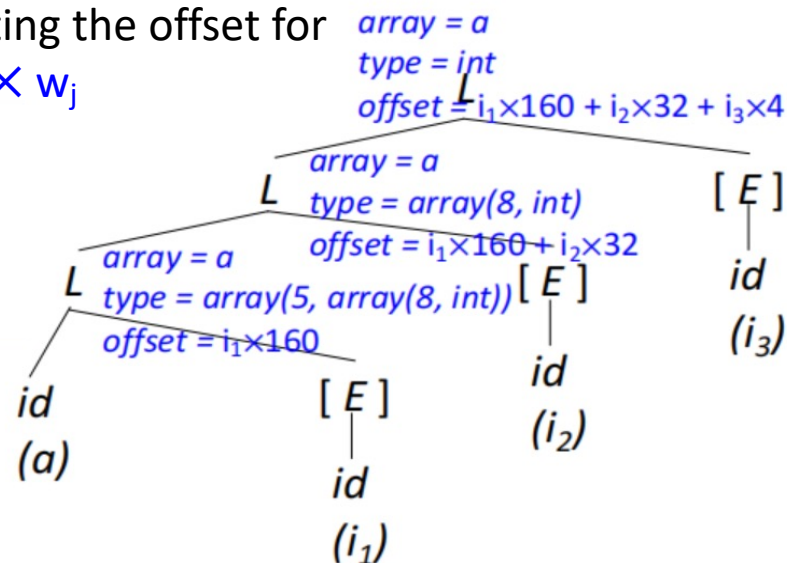 ting the offset for
× wⱼ
array = a
type = int
L
offset = i₁×160 + i₂×32 + i₃×4
array = a
L
type = array(8, int)
[ E ]
offset = i₁×160 + i₂×32
array = a
L
type = array(5, array(8, int))
[ E ]
id
offset = i₁×160
(i₃)
id
[ E ]
id
(a)
(i₂)
id
(i₁)